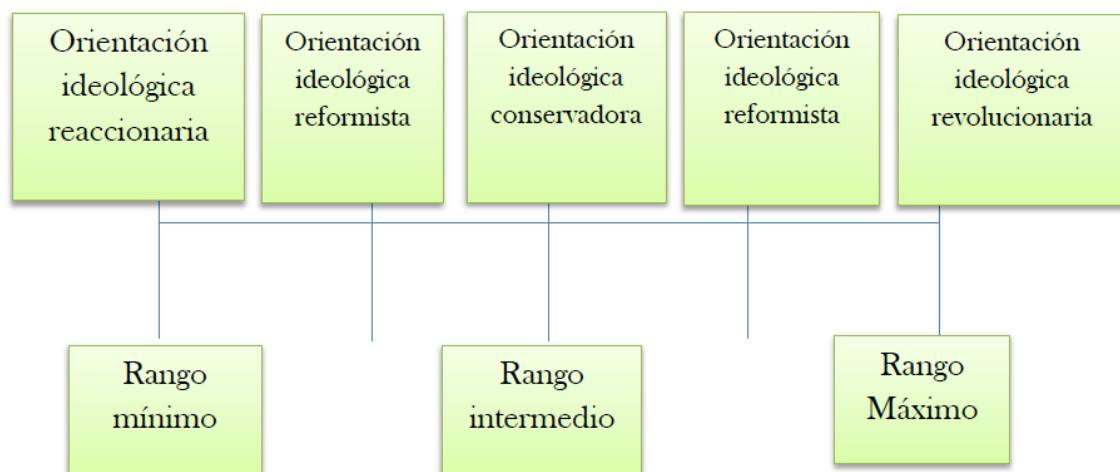 Orientación
ideológica
reaccionaria
Orientación
ideológica
reformista
Orientación
ideológica
conservadora
Orientación
ideológica
reformista
Orientación
ideológica
revolucionaria
Rango
mínimo
Rango
intermedio
Rango
Máximo